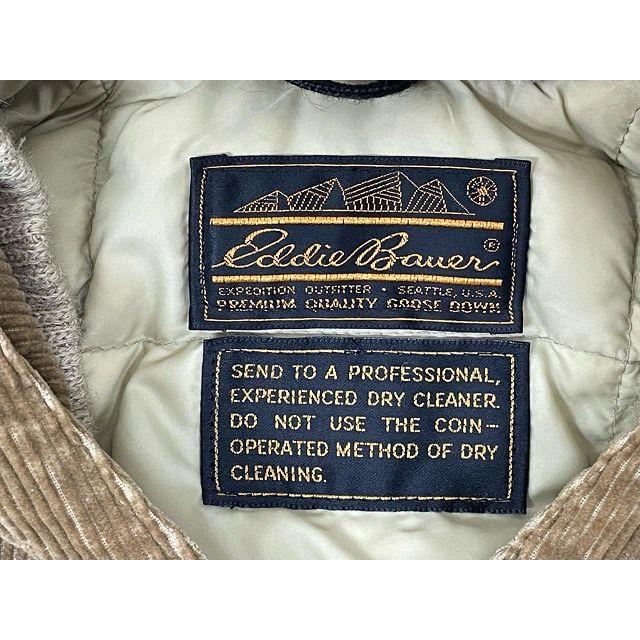 Eddie Bauer®
EXPEDITION OUTFITTER • SEATTLE, U.S.A.
PREMIUM QUALITY GOOSE DOWN
SEND TO A PROFESSIONAL,
EXPERIENCED DRY CLEANER.
DO NOT USE THE COIN-
OPERATED METHOD OF DRY
CLEANING.